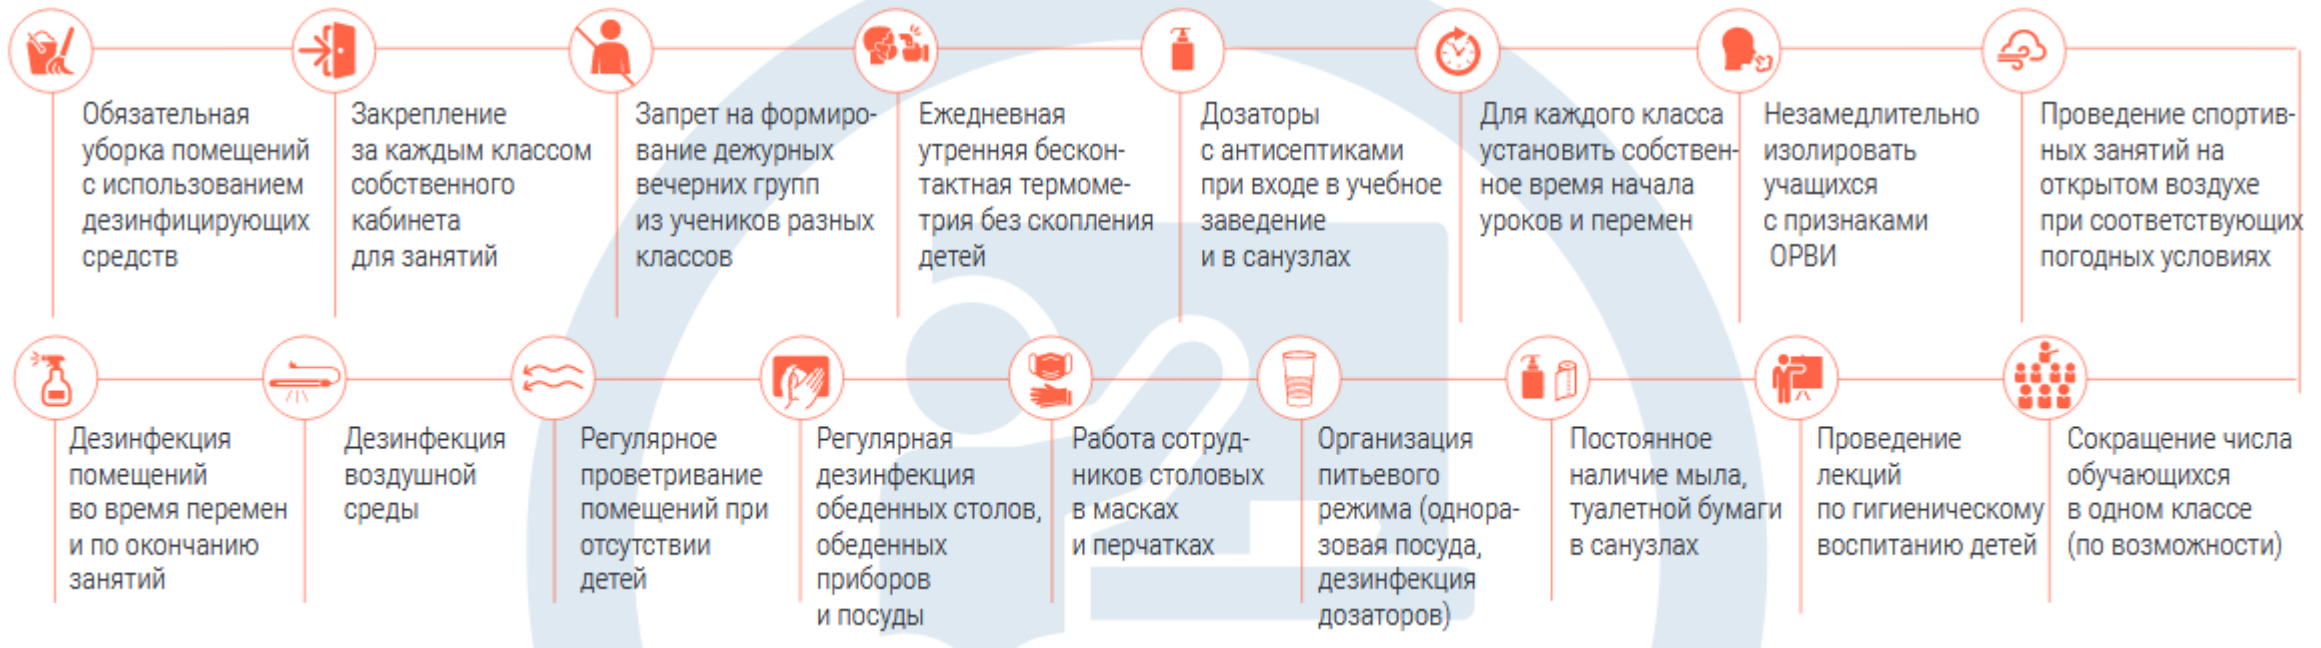 Обязательная
уборка помещений
с использованием
дезинфицирующих
средств
Закрепление
за каждым классом
собственного
кабинета
для занятий
Запрет на формиро-
вание дежурных
вечерних групп
из учеников разных
классов
Ежедневная
утренняя бескон-
тактная термоме-
трия без скопления
детей
Дозаторы
с антисептиками
при входе в учебное
заведение
и в санузлах
Для каждого класса
установить собствен-
ное время начала
уроков и перемен
Незамедлительно
изолировать
учащихся
с признаками
ОРВИ
Проведение спортив-
ных занятий на
открытом воздухе
при соответствующих
погодных условиях
Дезинфекция
помещений
во время перемен
и по окончанию
занятий
Дезинфекция
воздушной
среды
Регулярное
проветривание
помещений при
отсутствии
детей
Регулярная
дезинфекция
обеденных столов,
обеденных
приборов
и посуды
Работа сотруд-
ников столовых
в масках
и перчатках
Организация
питьевого
режима (однора-
зовая посуда,
дезинфекция
дозаторов)
Постоянное
наличие мыла,
туалетной бумаги
в санузлах
Проведение
лекций
по гигиеническому
воспитанию детей
Сокращение числа
обучающихся
в одном классе
(по возможности)